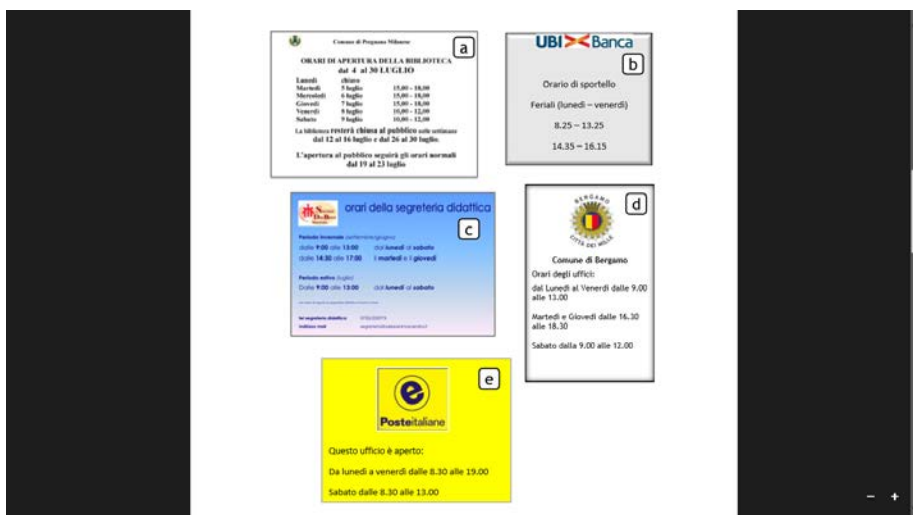 Comune di Pregnana Milanese
a
ORARI DI APERTURA DELLA BIBLIOTECA
dal 4 al 30 LUGLIO
Lunedì chiuso
Martedì 5 luglio 15,00 - 18,00
Mercoledì 6 luglio 15,00 - 18,00
Giovedì 7 luglio 15,00 - 18,00
Venerdì 8 luglio 10,00 - 12,00
Sabato 9 luglio 10,00 - 12,00
La biblioteca resterà chiusa al pubblico nelle settimane
dal 12 al 16 luglio e dal 26 al 30 luglio.
L'apertura al pubblico seguirà gli orari normali
dal 19 al 23 luglio
UBI Banca
b
Orario di sportello
Feriali (lunedì – venerdì)
8.25 – 13.25
14.35 – 16.15
orari della segreteria didattica
c
Periodo invernale (settembre/giugno)
dalle 9:00 alle 13:00 dal lunedì al sabato
dalle 14:30 alle 17:00 il martedì e il giovedì
Periodo estivo (luglio)
Dalle 9:00 alle 13:00 dal lunedì al sabato
tel segreteria didattica
indirizzo mail
BERGAMO
CITTÀ DEI MILLE
d
Comune di Bergamo
Orari degli uffici:
dal Lunedì al Venerdì dalle 9.00
alle 13.00
Martedì e Giovedì dalle 16.30
alle 18.30
Sabato dalla 9.00 alle 12.00
e
Posteitaliane
Questo ufficio è aperto:
Da lunedì a venerdì dalle 8.30 alle 19.00
Sabato dalle 8.30 alle 13.00